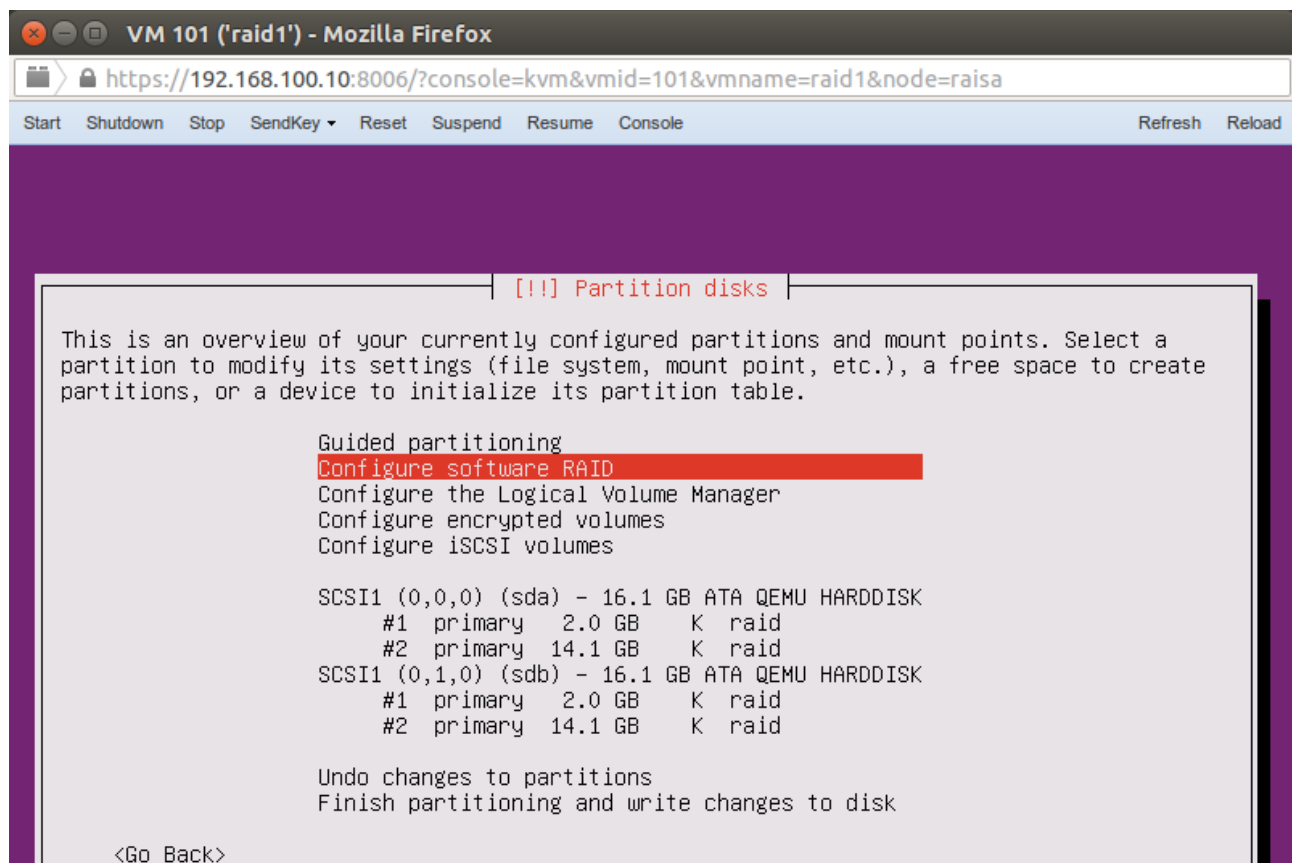 VM 101 ('raid1') - Mozilla Firefox
https://192.168.100.10:8006/?console=kvm&vmid=101&vmname=raid1&node=raisa
Start Shutdown Stop SendKey Reset Suspend Resume Console Refresh Reload
[!!] Partition disks
This is an overview of your currently configured partitions and mount points. Select a
partition to modify its settings (file system, mount point, etc.), a free space to create
partitions, or a device to initialize its partition table.
Guided partitioning
Configure software RAID
Configure the Logical Volume Manager
Configure encrypted volumes
Configure iSCSI volumes
SCSI1 (0,0,0) (sda) - 16.1 GB ATA QEMU HARDDISK
#1 primary 2.0 GB K raid
#2 primary 14.1 GB K raid
SCSI1 (0,1,0) (sdb) - 16.1 GB ATA QEMU HARDDISK
#1 primary 2.0 GB K raid
#2 primary 14.1 GB K raid
Undo changes to partitions
Finish partitioning and write changes to disk
<Go Back>